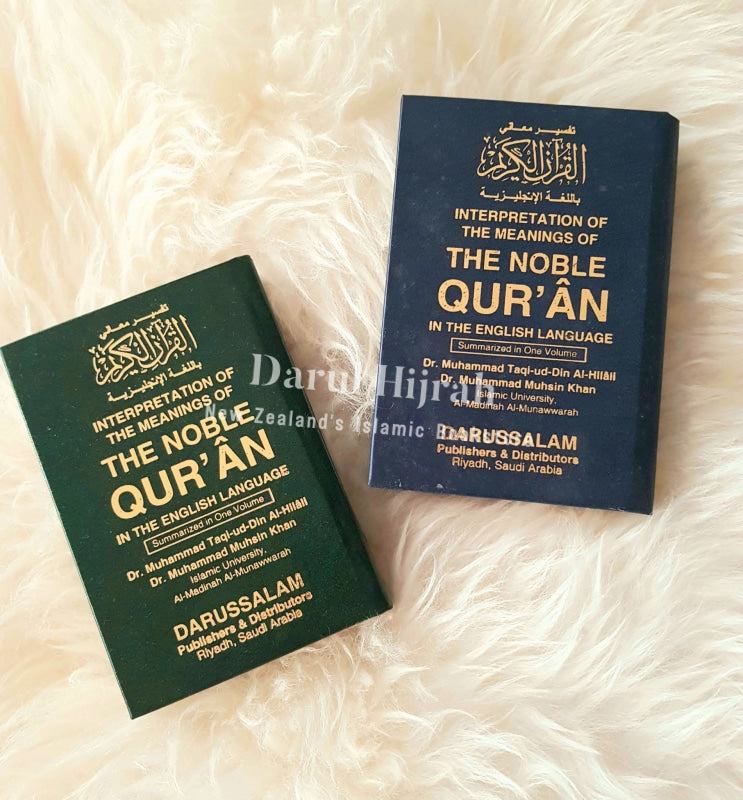 تفسير معاني
القرآن الكريم
باللغة الإنجليزية
INTERPRETATION OF
THE MEANINGS OF
THE NOBLE
QUR'ÂN
IN THE ENGLISH LANGUAGE
Summarized in One Volume
Dr. Muhammad Taqi-ud-Din Al-Hilâli
Dr. Muhammad Muhsin Khan
Islamic University,
Al-Madinah Al-Munawwarah
DARUSSALAM
Publishers & Distributors
Riyadh, Saudi Arabia
تفسير معاني
القرآن الكريم
باللغة الإنجليزية
INTERPRETATION OF
THE MEANINGS OF
THE NOBLE
QUR'ÂN
IN THE ENGLISH LANGUAGE
Summarized in One Volume
Dr. Muhammad Taqi-ud-Din Al-Hilâli
Dr. Muhammad Muhsin Khan
Islamic University,
Al-Madinah Al-Munawwarah
DARUSSALAM
Publishers & Distributors
Riyadh, Saudi Arabia
Darul Hijrah
New Zealand's Islamic Bookstore